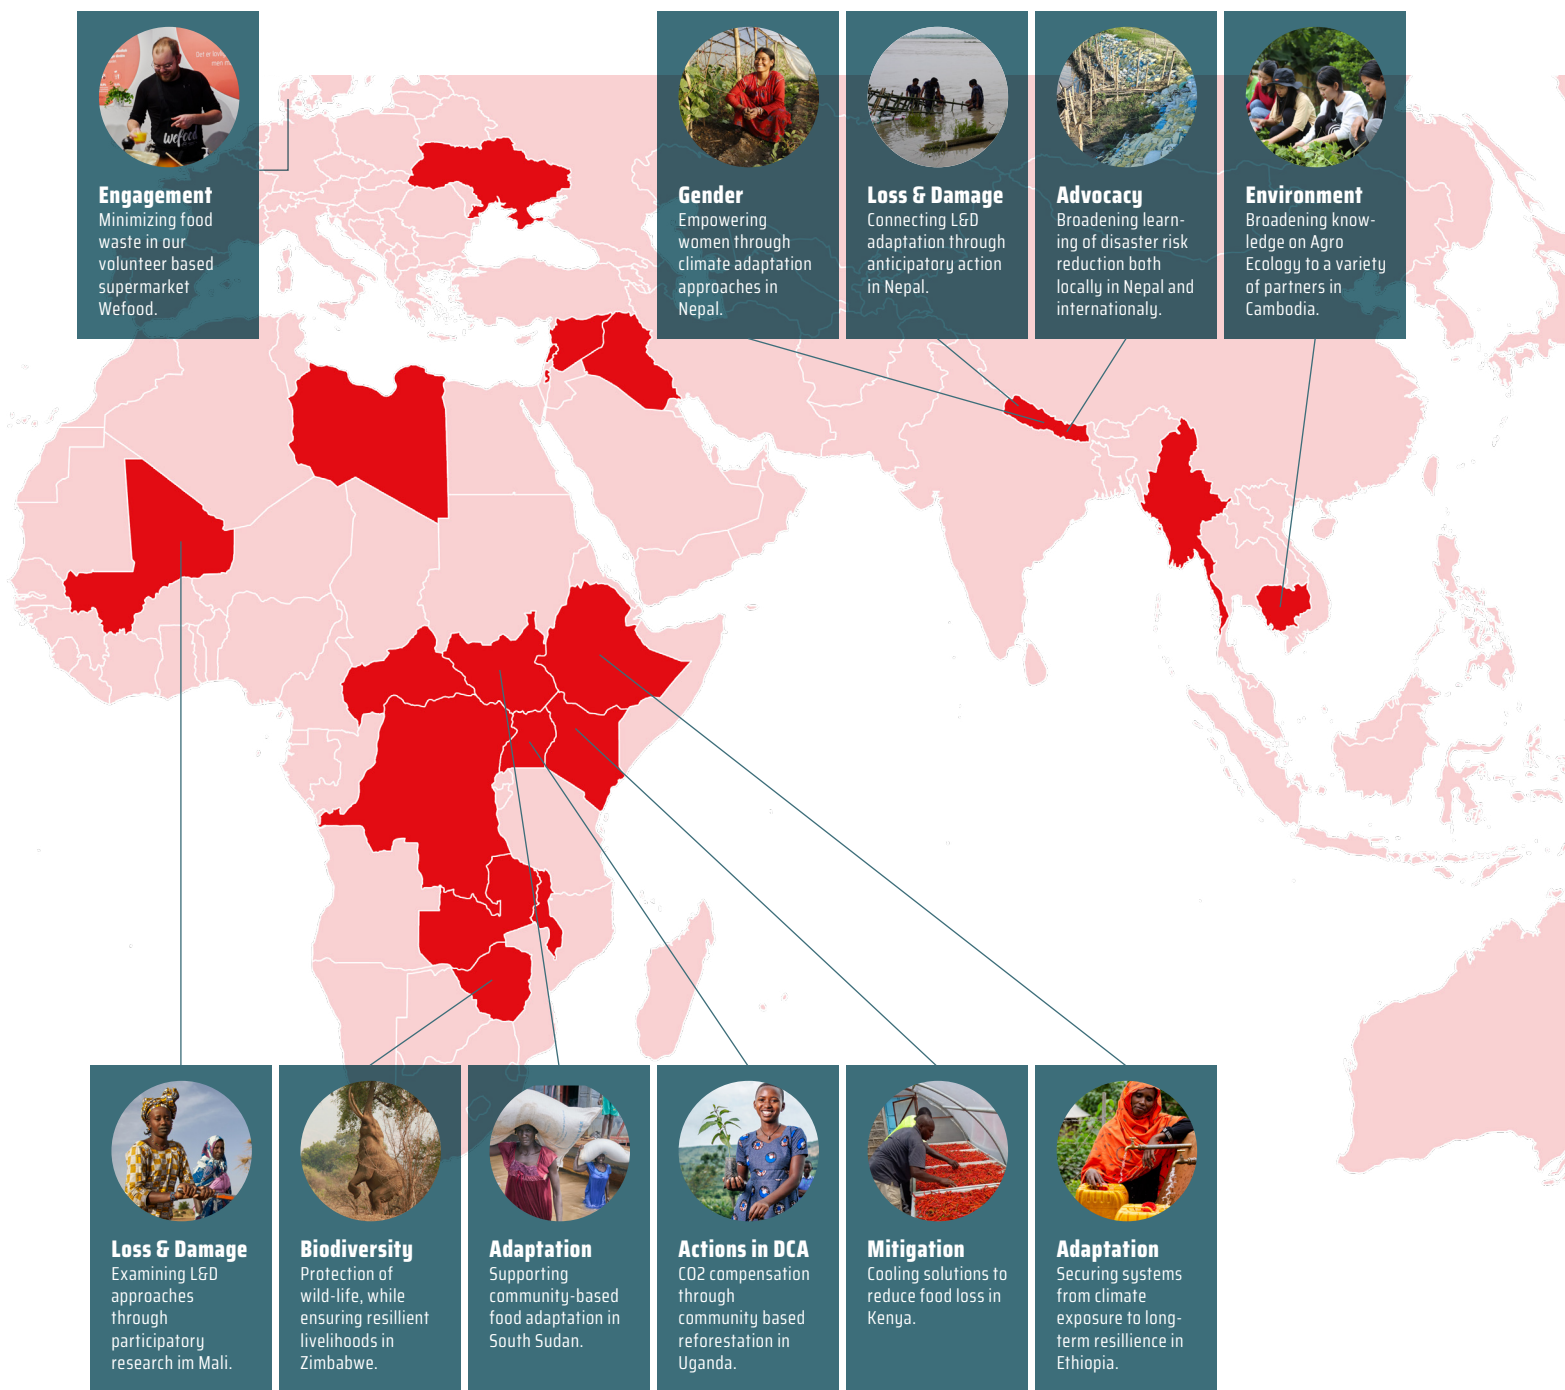 Det er lov
men
wefood
Engagement
Minimizing food
waste in our
volunteer based
supermarket
Wefood.
Gender
Empowering
women through
climate adaptation
approaches in
Nepal.
Loss & Damage
Connecting L&D
adaptation through
anticipatory action
in Nepal.
Advocacy
Broadening learn-
ing of disaster risk
reduction both
locally in Nepal and
internationaly.
Environment
Broadening know-
ledge on Agro
Ecology to a variety
of partners in
Cambodia.
Loss & Damage
Examining L&D
approaches
through
participatory
research im Mali.
Biodiversity
Protection of
wild-life, while
ensuring resillient
livelihoods in
Zimbabwe.
Adaptation
Supporting
community-based
food adaptation in
South Sudan.
Actions in DCA
CO2 compensation
through
community based
reforestation in
Uganda.
Mitigation
Cooling solutions to
reduce food loss in
Kenya.
Adaptation
Securing systems
from climate
exposure to long-
term resillience in
Ethiopia.